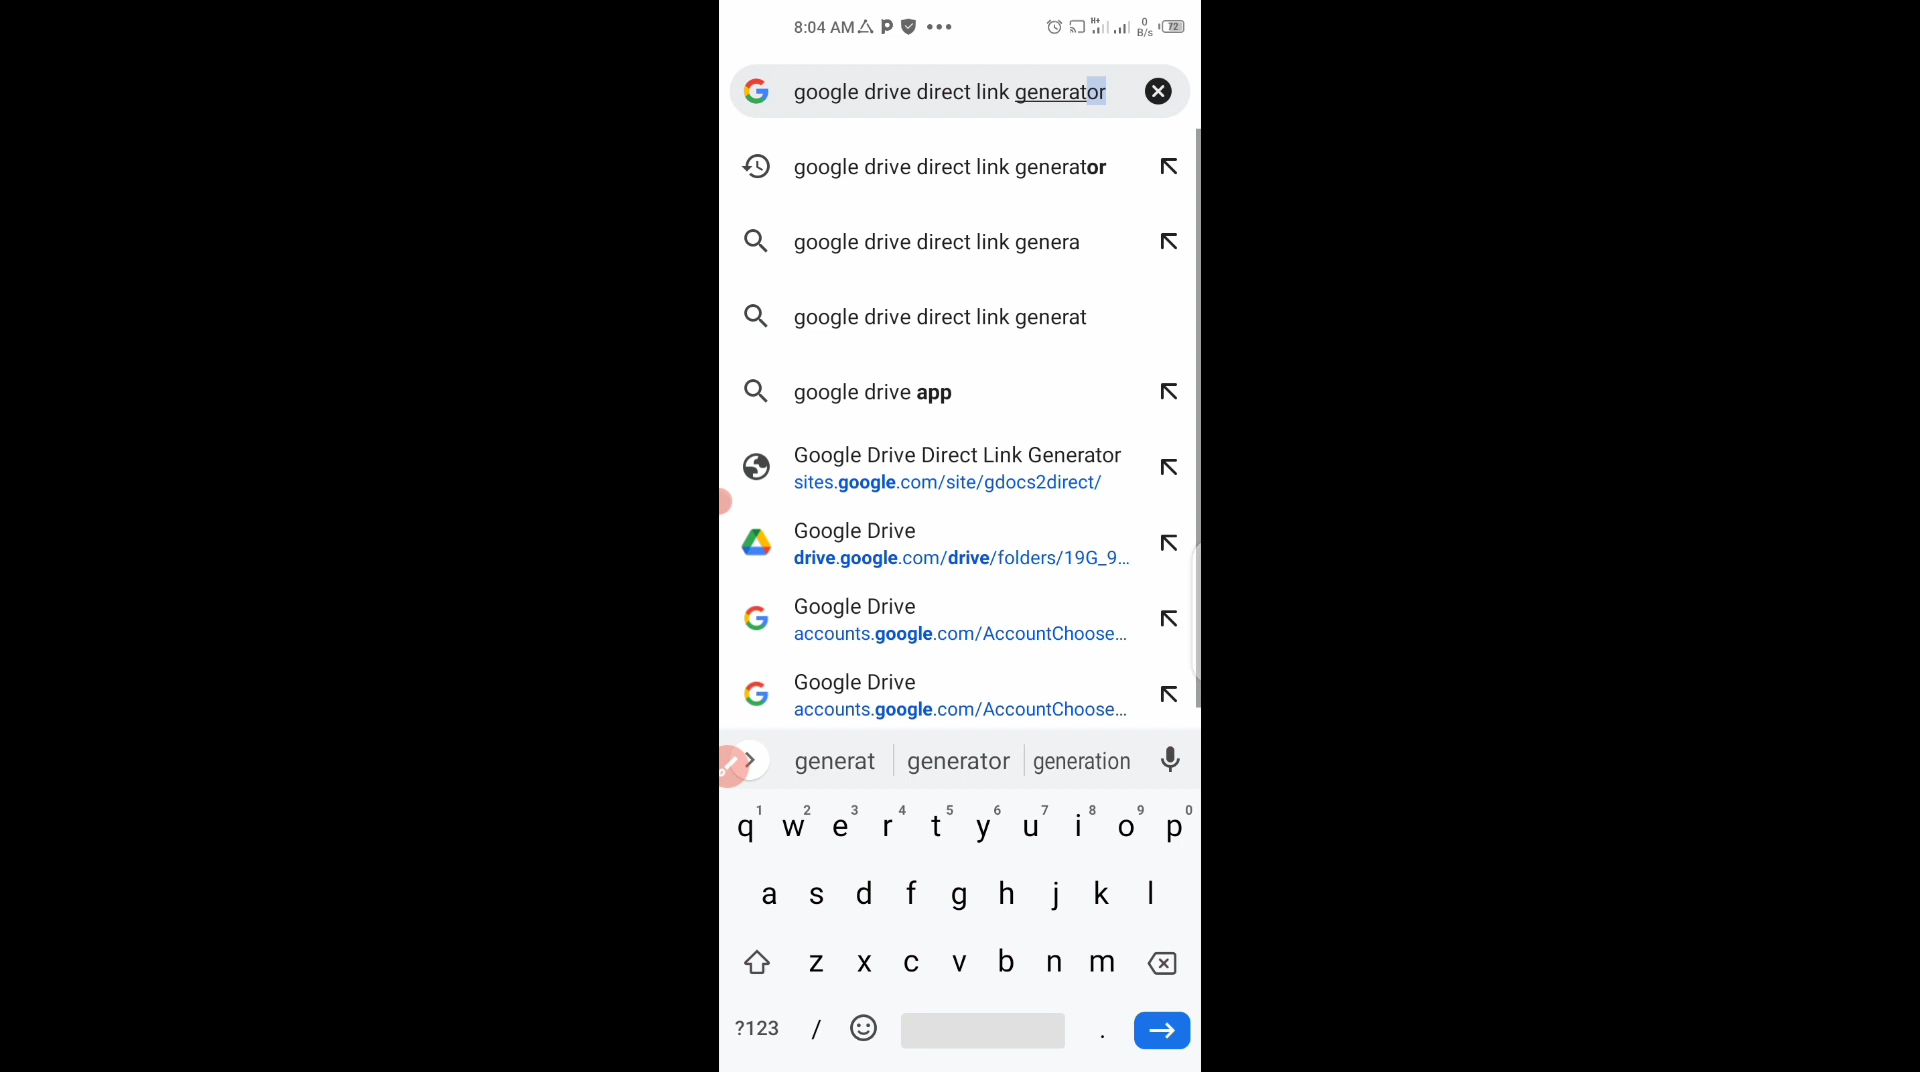 8:04 AM
H+
0 B/s
72
google drive direct link generator
google drive direct link generator
google drive direct link genera
google drive direct link generat
google drive app
Google Drive Direct Link Generator
sites.google.com/site/gdocs2direct/
Google Drive
drive.google.com/drive/folders/19G_9...
Google Drive
accounts.google.com/AccountChoose...
Google Drive
accounts.google.com/AccountChoose...
generat generator generation
1 2 3 4 5 6 7 8 9 0
q w e r t y u i o p
a s d f g h j k l
z x c v b n m
?123 / .